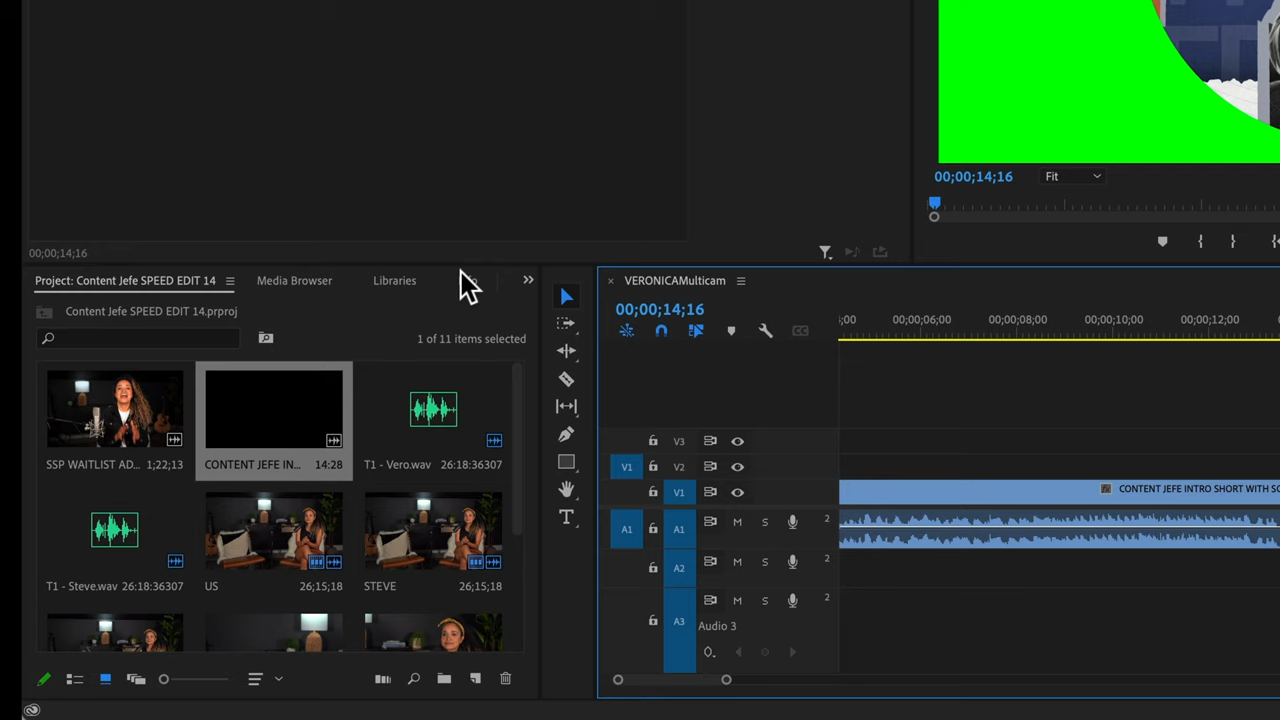 00;00;14;16
Fit
00;00;14;16
Project: Content Jefe SPEED EDIT 14
Media Browser
Libraries
Content Jefe SPEED EDIT 14.prproj
1 of 11 items selected
SSP WAITLIST AD... 1;22;13
CONTENT JEFE IN... 14:28
T1 - Vero.wav 26:18:36307
T1 - Steve.wav 26:18:36307
US 26;15;18
STEVE 26;15;18
VERONICAMulticam
00;00;14;16
00;00;06;00
00;00;08;00
00;00;10;00
00;00;12;00
V3
V1 V2
V1 CONTENT JEFE INTRO SHORT WITH
A1 A1 M S 2
A2 M S 2
A3 M S 2
Audio 3